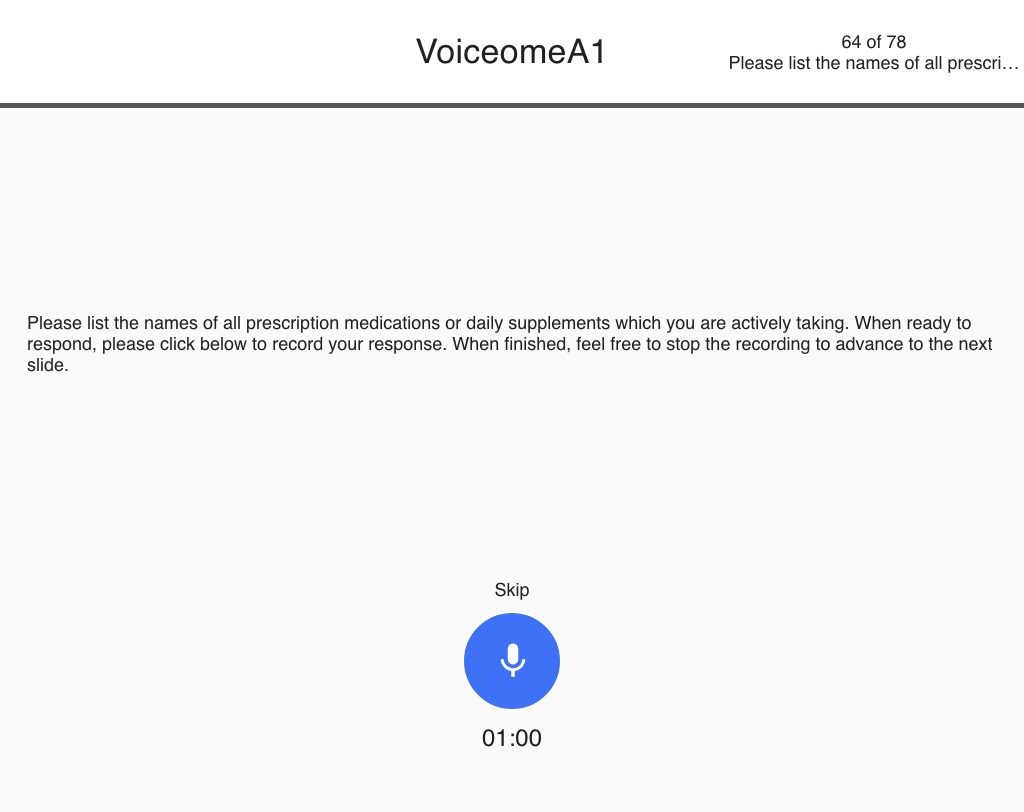 VoiceomeA1
64 of 78
Please list the names of all prescri...
Please list the names of all prescription medications or daily supplements which you are actively taking. When ready to
respond, please click below to record your response. When finished, feel free to stop the recording to advance to the next
slide.
Skip
01:00